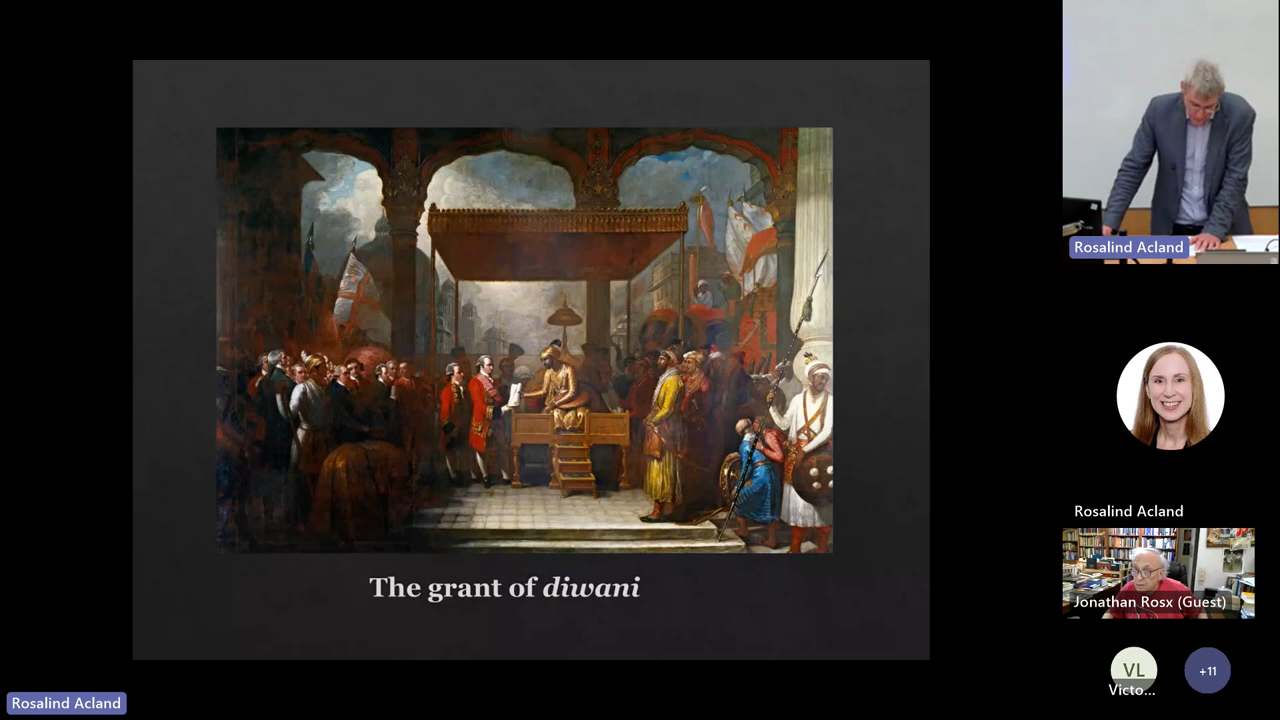 The grant of diwani
Rosalind Acland
Rosalind Acland
Jonathan Rosx (Guest)
VL
Victo...
+11
Rosalind Acland